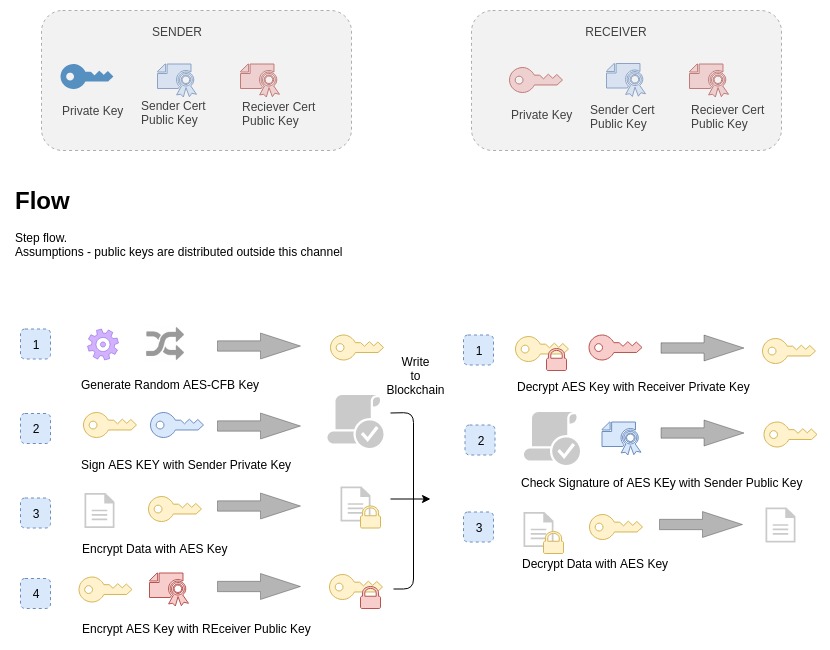 SENDER
Private Key
Sender Cert
Public Key
Reciever Cert
Public Key
RECEIVER
Private Key
Sender Cert
Public Key
Reciever Cert
Public Key
Flow
Step flow.
Assumptions - public keys are distributed outside this channel
1
Generate Random AES-CFB Key
2
Sign AES KEY with Sender Private Key
3
Encrypt Data with AES Key
4
Encrypt AES Key with REceiver Public Key
Write
to
Blockchain
1
Decrypt AES Key with Receiver Private Key
2
Check Signature of AES KEy with Sender Public Key
3
Decrypt Data with AES Key